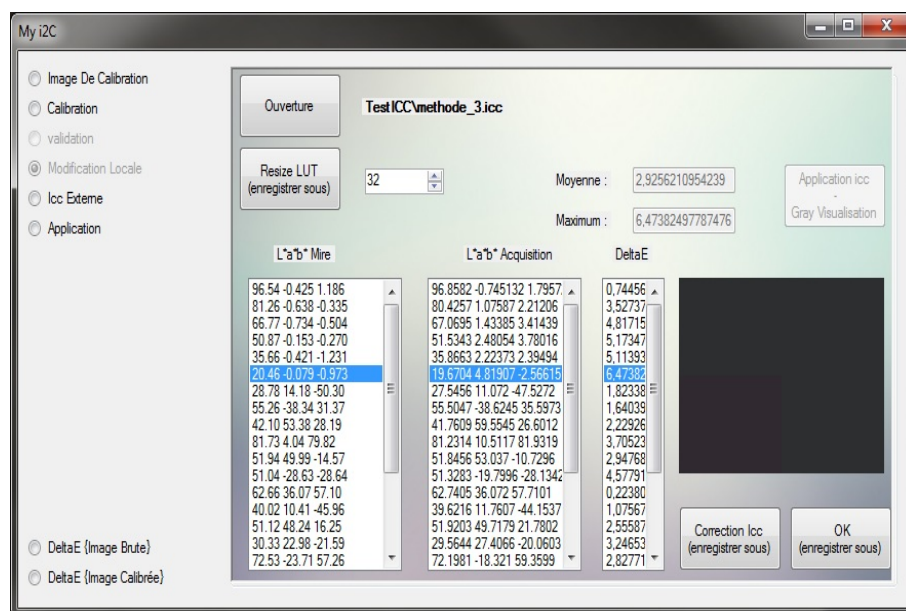 My i2C
Image De Calibration
Calibration
validation
Modification Locale
Icc Externe
Application
DeltaE {Image Brute}
DeltaE {Image Calibrée}
Ouverture
TestICC\methode_3.icc
Resize LUT
(enregistrer sous)
32
Moyenne :
2,9256210954239
Maximum :
6,47382497787476
Application icc
-
Gray Visualisation
L*a*b* Mire
L*a*b* Acquisition
DeltaE
96.54 -0.425 1.186
81.26 -0.638 -0.335
66.77 -0.734 -0.504
50.87 -0.153 -0.270
35.66 -0.421 -1.231
20.46 -0.079 -0.973
28.78 14.18 -50.30
55.26 -38.34 31.37
42.10 53.38 28.19
81.73 4.04 79.82
51.94 49.99 -14.57
51.04 -28.63 -28.64
62.66 36.07 57.10
40.02 10.41 -45.96
51.12 48.24 16.25
30.33 22.98 -21.59
72.53 -23.71 57.26
96.8582 -0.745132 1.7957
80.4257 1.07587 2.21206
67.0695 1.43385 3.41439
51.5343 2.48054 3.78016
35.8663 2.22373 2.39494
19.6704 4.81907 -2.56615
27.5456 11.072 -47.5272
55.5047 -38.6245 35.5973
41.7609 59.5545 26.6012
81.2314 10.5117 81.9319
51.8456 53.037 -10.7296
51.3283 -19.7996 -28.1342
62.7405 36.072 57.7101
39.6216 11.7607 -44.1537
51.9203 49.7179 21.7802
29.5644 27.4066 -20.0603
72.1981 -18.321 59.3599
0,74456
3,52737
4,81715
5,17347
5,11393
6,47382
1,82338
1,64039
2,22926
3,70523
2,94768
4,57791
0,22380
1,07567
2,55587
3,24653
2,82771
Correction Icc
(enregistrer sous)
OK
(enregistrer sous)